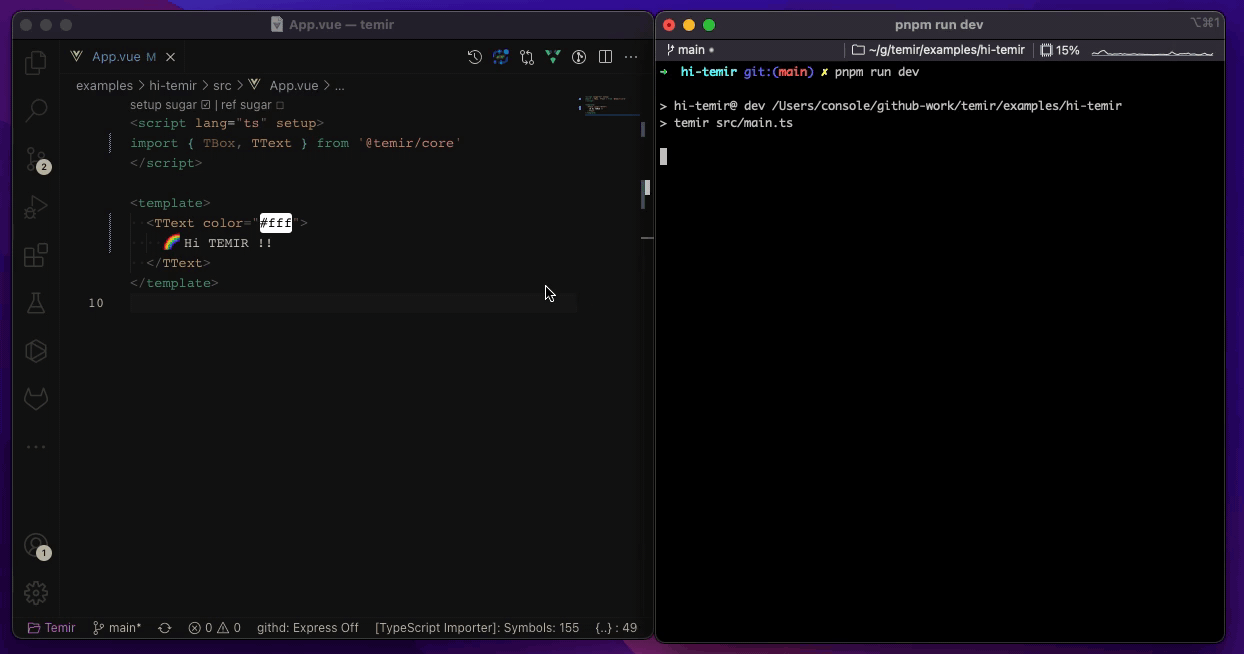 App.vue — temir
App.vue M
examples > hi-temir > src > App.vue > ...
setup sugar ☑ | ref sugar □
<script lang="ts" setup>
import { TBox, TText } from '@temir/core'
</script>
<template>
<TText color="#fff">
🌈 Hi TEMIR !!
</TText>
</template>
10
2
1
Temir main* 0 0 githd: Express Off [TypeScript Importer]: Symbols: 155 {..} : 49
pnpm run dev ⌥⌘1
main ~/g/temir/examples/hi-temir 15%
→ hi-temir git:(main) ✗ pnpm run dev
> hi-temir@ dev /Users/console/github-work/temir/examples/hi-temir
> temir src/main.ts